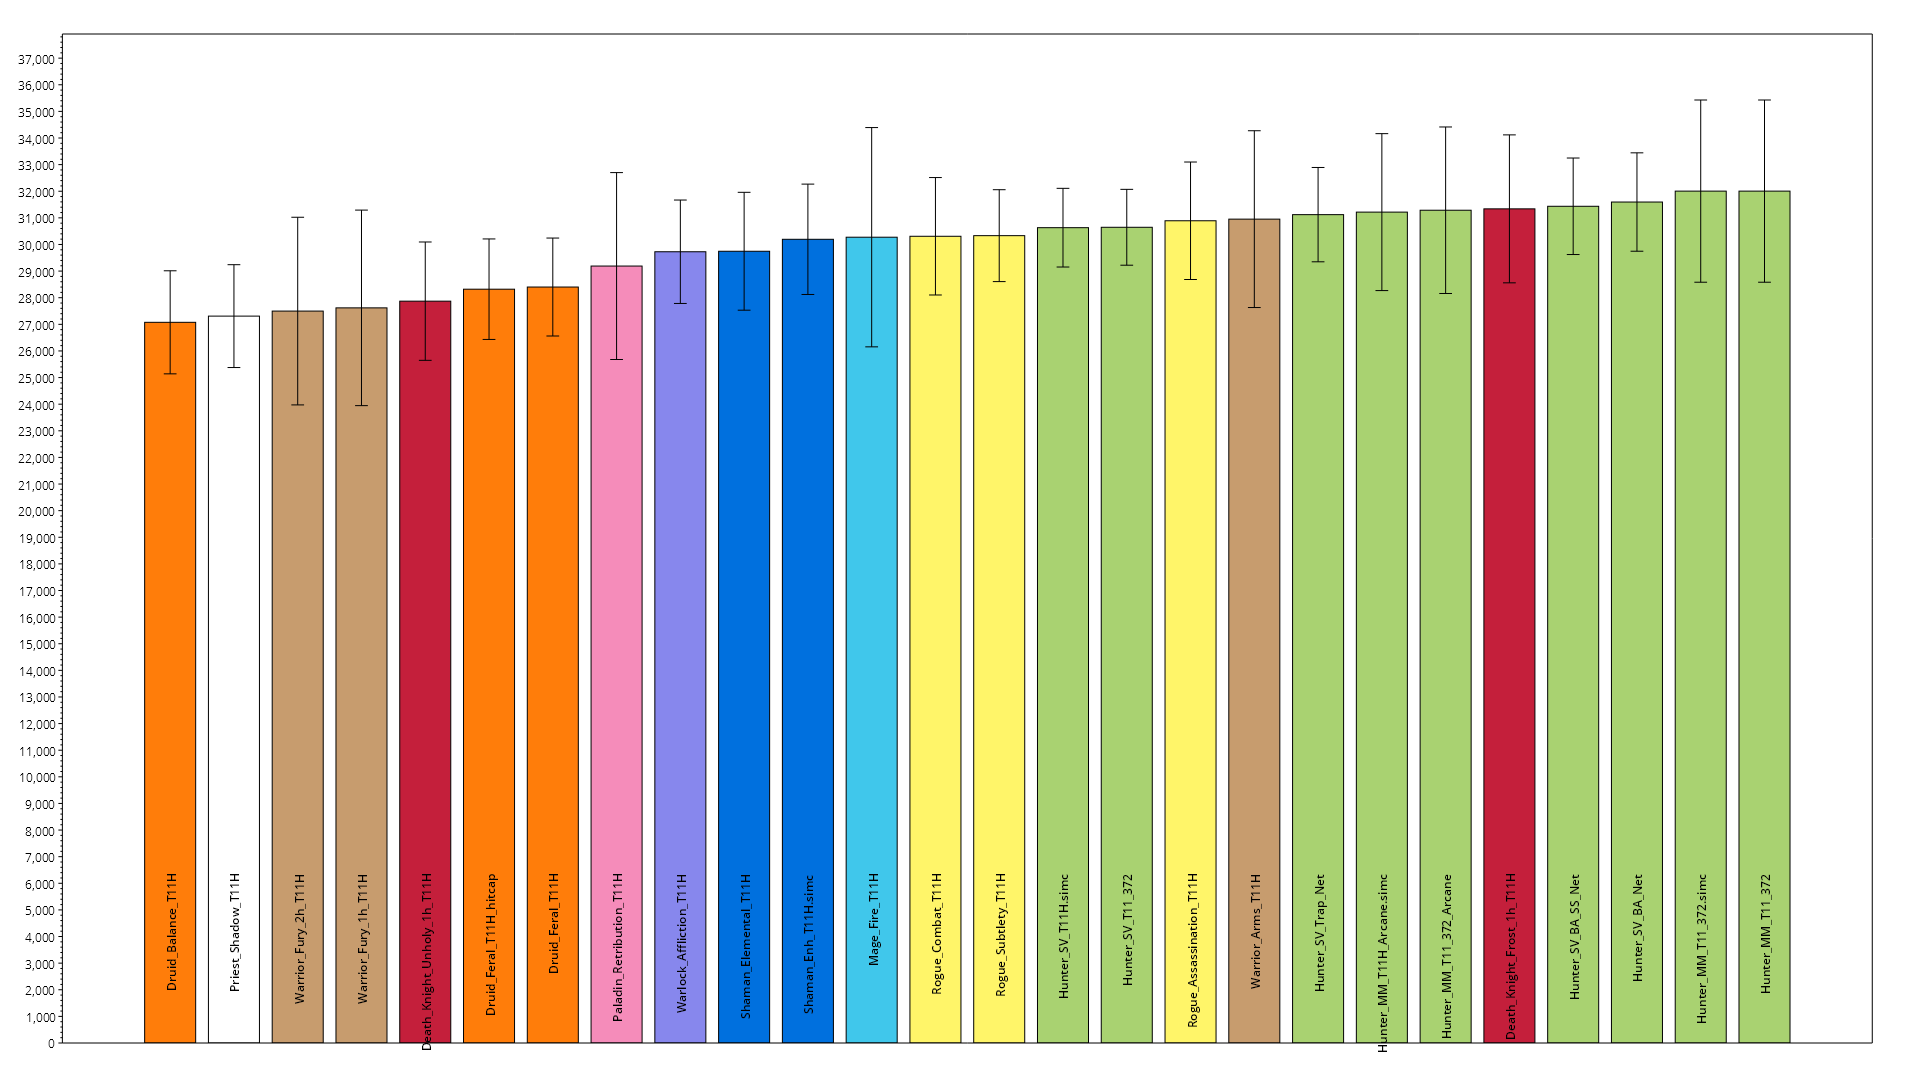 37,000
36,000
35,000
34,000
33,000
32,000
31,000
30,000
29,000
28,000
27,000
26,000
25,000
24,000
23,000
22,000
21,000
20,000
19,000
18,000
17,000
16,000
15,000
14,000
13,000
12,000
11,000
10,000
9,000
8,000
7,000
6,000
5,000
4,000
3,000
2,000
1,000
0
Druid_Balance_T11H
Priest_Shadow_T11H
Warrior_Fury_2h_T11H
Warrior_Fury_1h_T11H
Death_Knight_Unholy_1h_T11H
Druid_Feral_T11H_hitcap
Druid_Feral_T11H
Paladin_Retribution_T11H
Warlock_Affliction_T11H
Shaman_Elemental_T11H
Shaman_Enh_T11H.simc
Mage_Fire_T11H
Rogue_Combat_T11H
Rogue_Subtlety_T11H
Hunter_SV_T11H.simc
Hunter_SV_T11_372
Rogue_Assassination_T11H
Warrior_Arms_T11H
Hunter_SV_Trap_Net
Hunter_MM_T11H_Arcane.simc
Hunter_MM_T11_372_Arcane
Death_Knight_Frost_1h_T11H
Hunter_SV_BA_SS_Net
Hunter_SV_BA_Net
Hunter_MM_T11_372.simc
Hunter_MM_T11_372